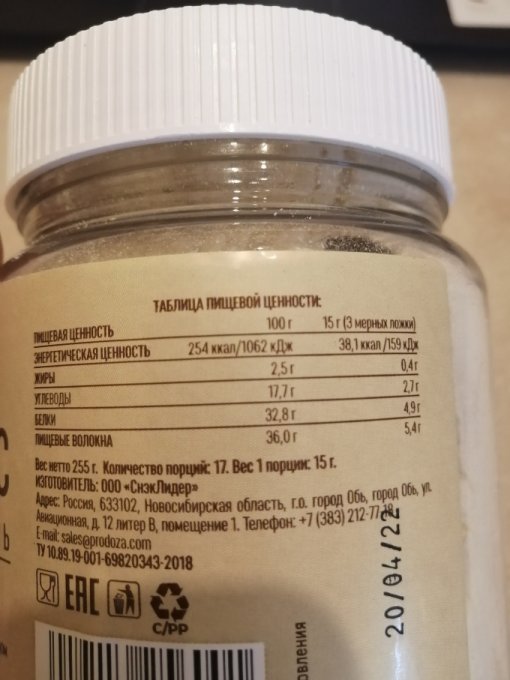 ТАБЛИЦА ПИЩЕВОЙ ЦЕННОСТИ:
ПИЩЕВАЯ ЦЕННОСТЬ 100 г 15 г (3 мерных ложки)
ЭНЕРГЕТИЧЕСКАЯ ЦЕННОСТЬ 254 ккал/1062 кДж 38,1 ккал/159 кДж
ЖИРЫ 2,5 г 0,4 г
УГЛЕВОДЫ 17,7 г 2,7 г
БЕЛКИ 32,8 г 4,9 г
ПИЩЕВЫЕ ВОЛОКНА 36,0 г 5,4 г
Вес нетто 255 г. Количество порций: 17. Вес 1 порции: 15 г.
ИЗГОТОВИТЕЛЬ: ООО «СнэкЛидер»
Адрес: Россия, 633102, Новосибирская область, г.о. город Обь, город Обь, ул.
Авиационная, д. 12 литер В, помещение 1. Телефон: +7 (383) 212-77-
E-mail: sales@prodoza.com
ТУ 10.89.19-001-69820343-2018
EAC
C/PP
20/04/22